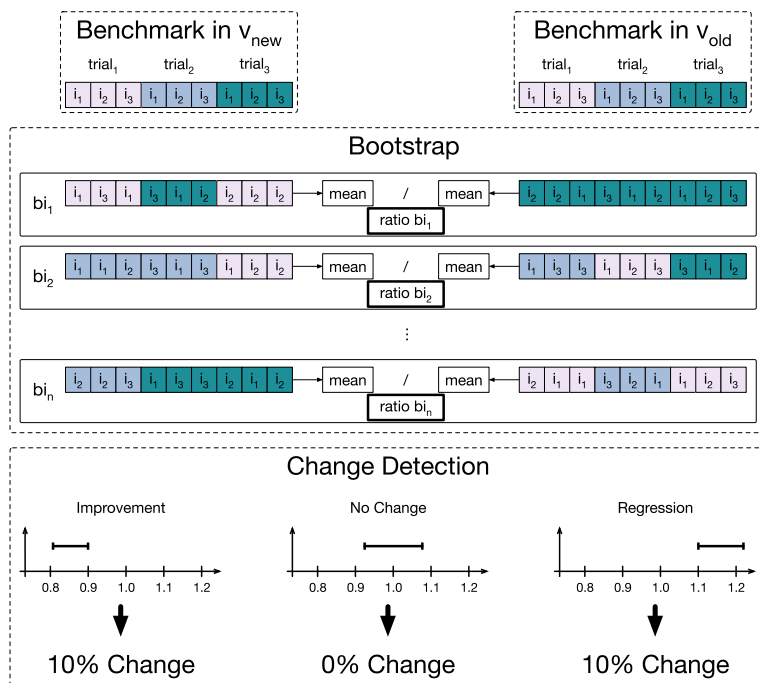 Benchmark in v_new Benchmark in v_old
trial₁ trial₂ trial₃ trial₁ trial₂ trial₃
i₁ i₂ i₃ i₁ i₂ i₃ i₁ i₂ i₃ i₁ i₂ i₃ i₁ i₂ i₃ i₁ i₂ i₃
Bootstrap
bi₁ i₁ i₃ i₁ i₃ i₁ i₂ i₂ i₂ i₂ mean / mean i₂ i₂ i₁ i₃ i₁ i₂ i₁ i₂ i₃
ratio bi₁
bi₂ i₁ i₁ i₂ i₃ i₁ i₃ i₁ i₂ i₂ mean / mean i₁ i₃ i₃ i₁ i₂ i₃ i₃ i₁ i₂
ratio bi₂
⋮
biₙ i₂ i₂ i₃ i₁ i₃ i₃ i₂ i₁ i₂ mean / mean i₂ i₁ i₁ i₃ i₂ i₁ i₁ i₂ i₃
ratio biₙ
Change Detection
Improvement No Change Regression
0.8 0.9 1.0 1.1 1.2 0.8 0.9 1.0 1.1 1.2 0.8 0.9 1.0 1.1 1.2
10% Change 0% Change 10% Change